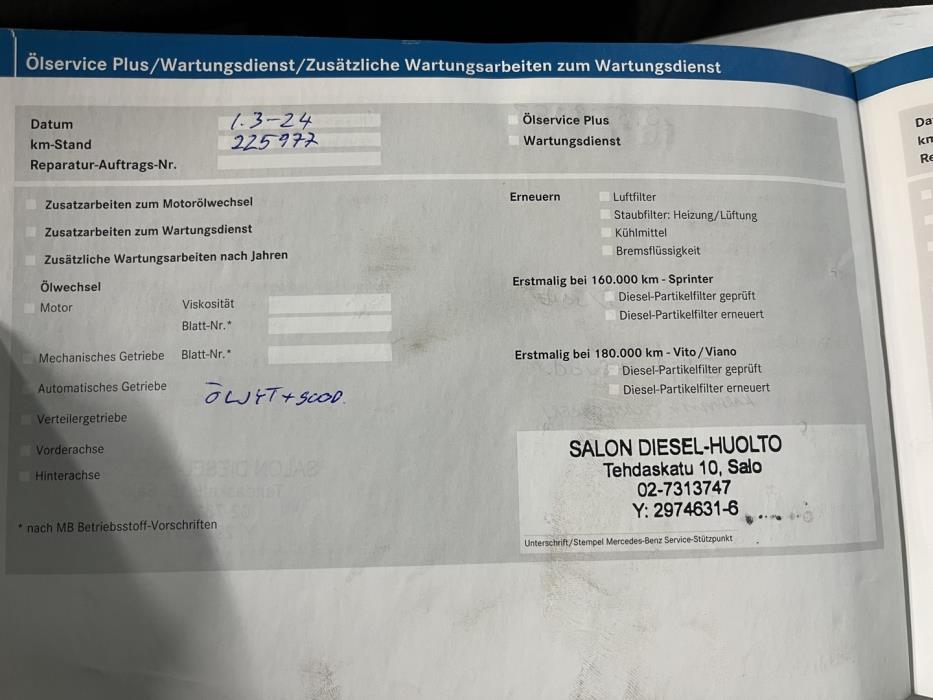 Ölservice Plus/Wartungsdienst/Zusätzliche Wartungsarbeiten zum Wartungsdienst
Datum 1.3-24
km-Stand 225977
Reparatur-Auftrags-Nr.
Ölservice Plus
Wartungsdienst
Zusatzarbeiten zum Motorölwechsel
Zusatzarbeiten zum Wartungsdienst
Zusätzliche Wartungsarbeiten nach Jahren
Ölwechsel
Motor Viskosität
Blatt-Nr.*
Mechanisches Getriebe Blatt-Nr.*
Automatisches Getriebe
Verteilergetriebe
Vorderachse
Hinterachse
* nach MB Betriebsstoff-Vorschriften
Erneuern Luftfilter
Staubfilter: Heizung/Lüftung
Kühlmittel
Bremsflüssigkeit
Erstmalig bei 160.000 km - Sprinter
Diesel-Partikelfilter geprüft
Diesel-Partikelfilter erneuert
Erstmalig bei 180.000 km - Vito/Viano
Diesel-Partikelfilter geprüft
Diesel-Partikelfilter erneuert
SALON DIESEL-HUOLTO
Tehdaskatu 10, Salo
02-7313747
Y: 2974631-6
Unterschrift/Stempel Mercedes-Benz Service-Stützpunkt